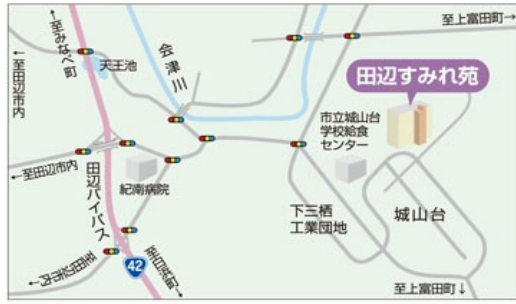 至みなべ町
至上富田町→
←至田辺市内
天王池
会津川
田辺すみれ苑
市立城山台
学校給食
センター
←至田辺市内
紀南病院
田辺バイパス
下三栖
工業団地
城山台
42
至上富田町↓